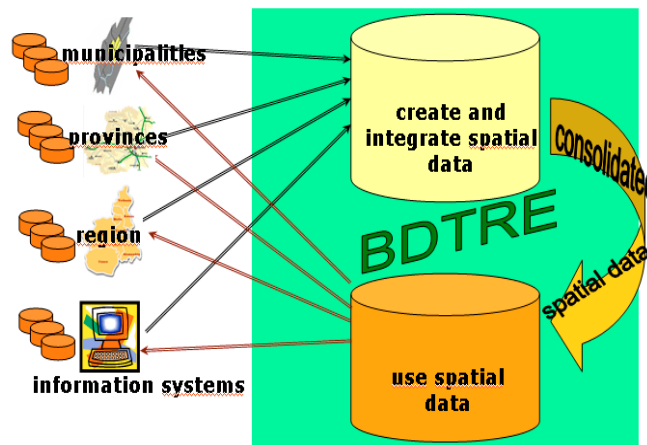 municipalities
provinces
region
information systems
create and
integrate spatial
data
consolidated
spatial data
BDTRE
use spatial
data